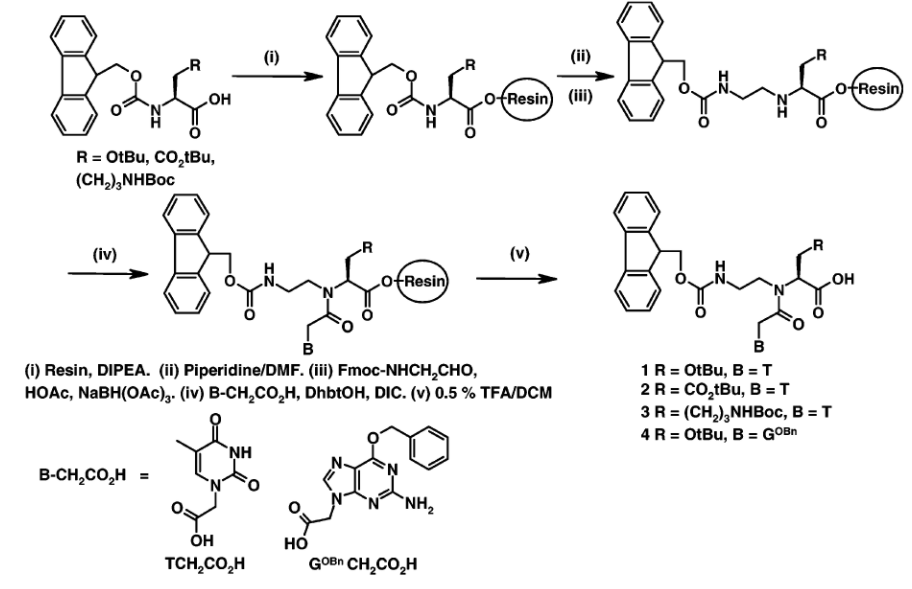 (i)
(ii)
(iii)
R
O
O
N
H
OH
O
R
O
O
N
H
O
Resin
O
R
O
O
H
N
N
H
O
Resin
O
R = OtBu, CO₂tBu,
(CH₂)₃NHBoc
(iv)
(v)
R
O
O
H
N
N
O
Resin
O
O
B
R
O
O
H
N
N
OH
O
O
B
(i) Resin, DIPEA. (ii) Piperidine/DMF. (iii) Fmoc-NHCH₂CHO,
HOAc, NaBH(OAc)₃. (iv) B-CH₂CO₂H, DhbtOH, DIC. (v) 0.5 % TFA/DCM
1 R = OtBu, B = T
2 R = CO₂tBu, B = T
3 R = (CH₂)₃NHBoc, B = T
4 R = OtBu, B = Gᴼᴮⁿ
B-CH₂CO₂H =
O
NH
N
O
O
OH
TCH₂CO₂H
O
N
N
N
N
NH₂
O
HO
Gᴼᴮⁿ CH₂CO₂H